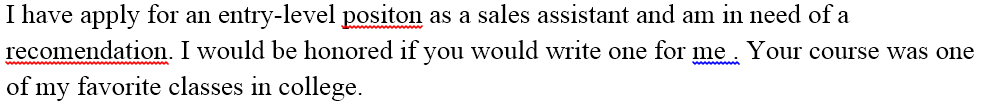 I have apply for an entry-level positon as a sales assistant and am in need of a
recomendation. I would be honored if you would write one for me . Your course was one
of my favorite classes in college.